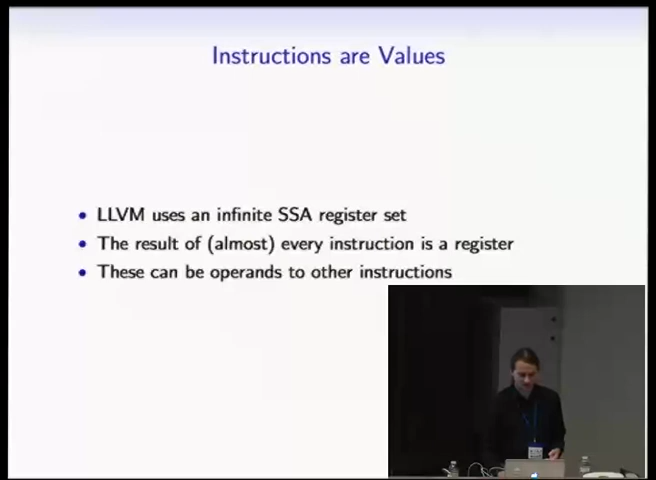 Instructions are Values
• LLVM uses an infinite SSA register set
• The result of (almost) every instruction is a register
• These can be operands to other instructions